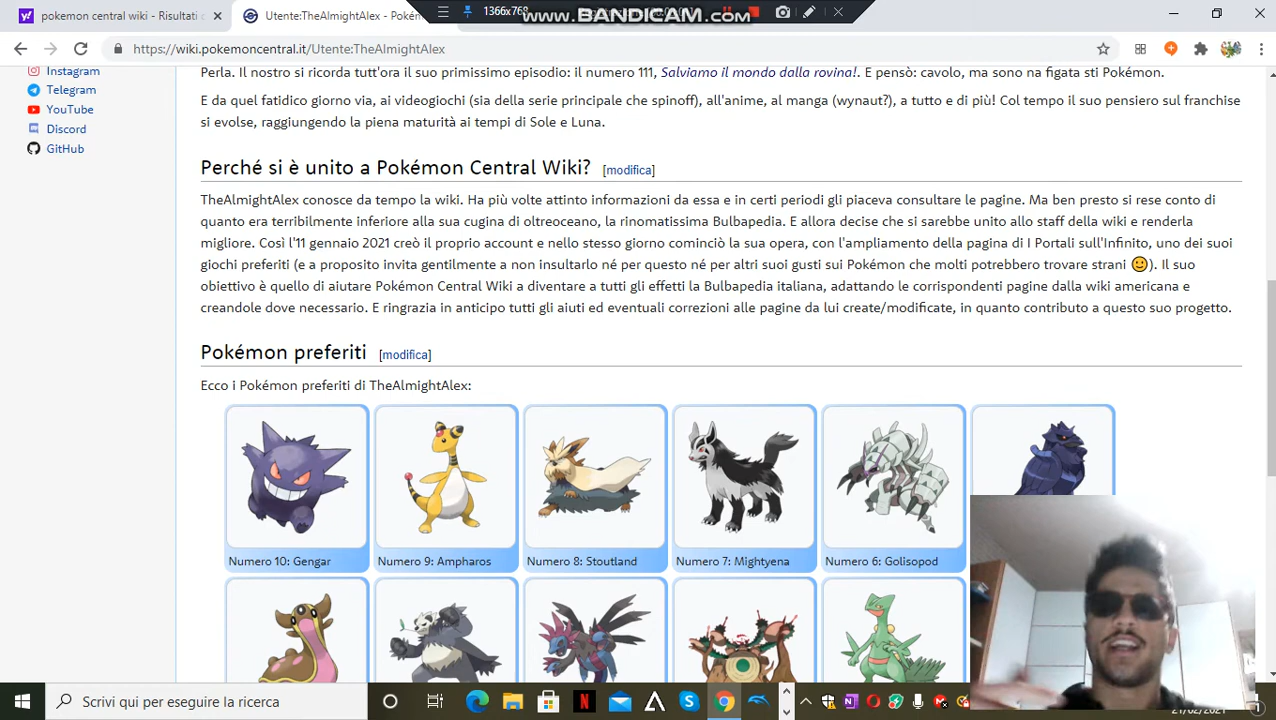 pokemon central wiki - Risultati
Utente:TheAlmightAlex - Pokém
1366x768
www.BANDICAM.com
https://wiki.pokemoncentral.it/Utente:TheAlmightAlex
Instagram
Telegram
YouTube
Discord
GitHub
Perla. Il nostro si ricorda tutt'ora il suo primissimo episodio: il numero 111, Salviamo il mondo dalla rovina!. E pensò: cavolo, ma sono na figata sti Pokémon.
E da quel fatidico giorno via, ai videogiochi (sia della serie principale che spinoff), all'anime, al manga (wynaut?), a tutto e di più! Col tempo il suo pensiero sul franchise
si evolse, raggiungendo la piena maturità ai tempi di Sole e Luna.
Perché si è unito a Pokémon Central Wiki? [modifica]
TheAlmightAlex conosce da tempo la wiki. Ha più volte attinto informazioni da essa e in certi periodi gli piaceva consultare le pagine. Ma ben presto si rese conto di
quanto era terribilmente inferiore alla sua cugina di oltreoceano, la rinomatissima Bulbapedia. E allora decise che si sarebbe unito allo staff della wiki e renderla
migliore. Così l'11 gennaio 2021 creò il proprio account e nello stesso giorno cominciò la sua opera, con l'ampliamento della pagina di I Portali sull'Infinito, uno dei suoi
giochi preferiti (e a proposito invita gentilmente a non insultarlo né per questo né per altri suoi gusti sui Pokémon che molti potrebbero trovare strani 🙂). Il suo
obiettivo è quello di aiutare Pokémon Central Wiki a diventare a tutti gli effetti la Bulbapedia italiana, adattando le corrispondenti pagine dalla wiki americana e
creandole dove necessario. E ringrazia in anticipo tutti gli aiuti ed eventuali correzioni alle pagine da lui create/modificate, in quanto contributo a questo suo progetto.
Pokémon preferiti [modifica]
Ecco i Pokémon preferiti di TheAlmightAlex:
Numero 10: Gengar
Numero 9: Ampharos
Numero 8: Stoutland
Numero 7: Mightyena
Numero 6: Golisopod
Scrivi qui per eseguire la ricerca
21/02/2021